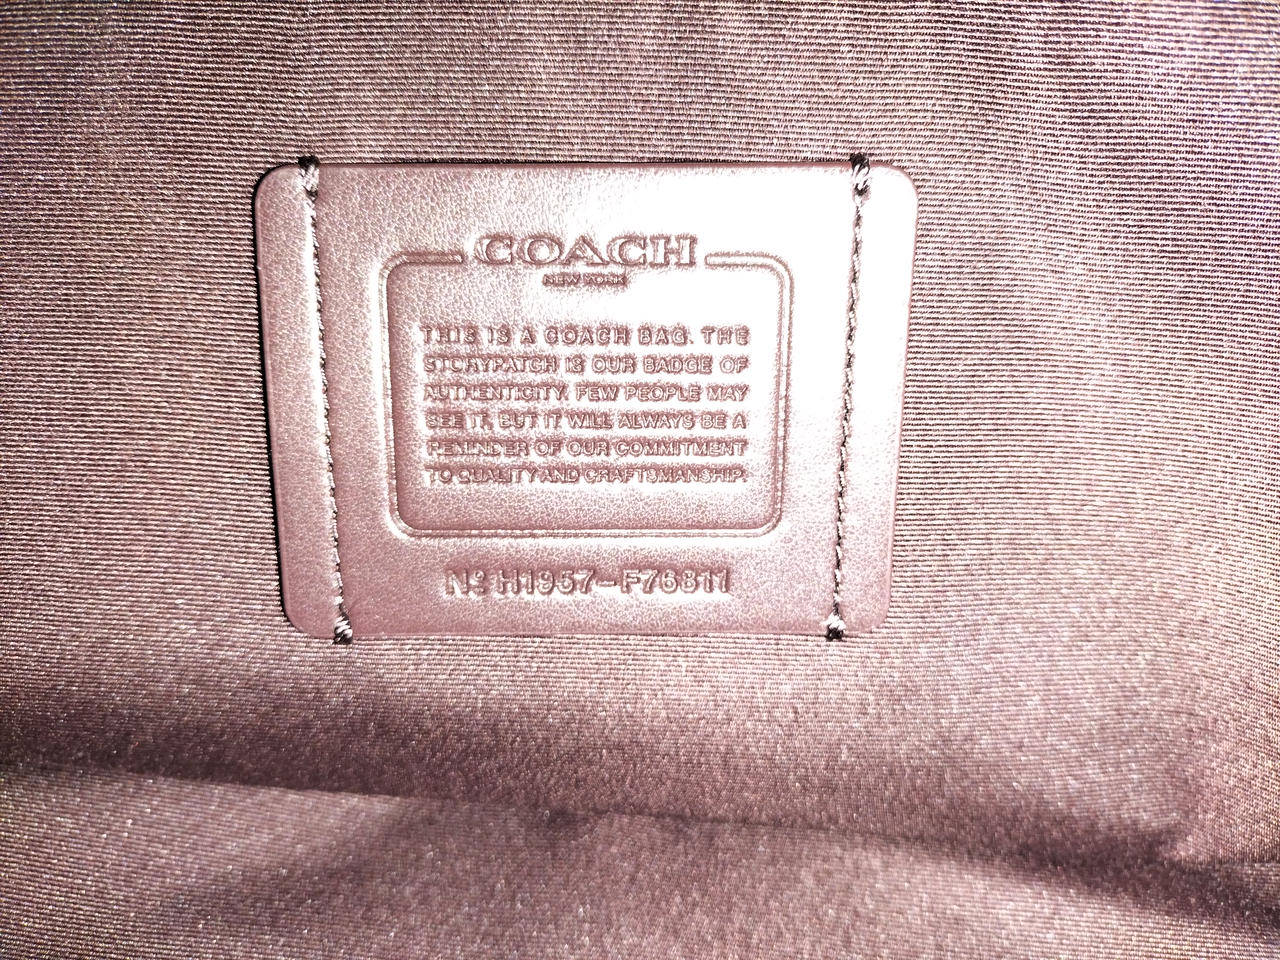 COACH
NEW YORK
THIS IS A COACH BAG. THE
STORYPATCH IS OUR BADGE OF
AUTHENTICITY. FEW PEOPLE MAY
SEE IT, BUT IT WILL ALWAYS BE A
REMINDER OF OUR COMMITMENT
TO QUALITY AND CRAFTSMANSHIP.
Nº H1957-F76811